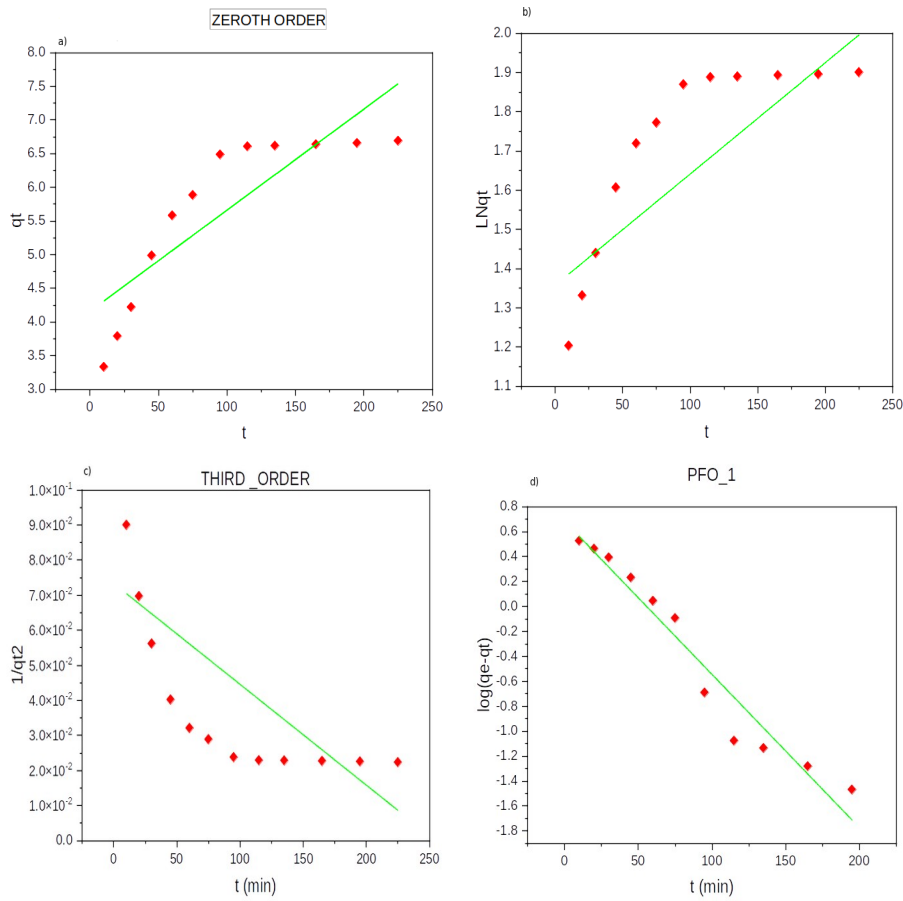 ZEROTH ORDER
a)
8.0
7.5
7.0
6.5
6.0
5.5
5.0
4.5
4.0
3.5
3.0
qt
0 50 100 150 200 250
t
b)
2.0
1.9
1.8
1.7
1.6
1.5
1.4
1.3
1.2
1.1
LNqt
0 50 100 150 200 250
t
c)
THIRD_ORDER
1.0×10⁻¹
9.0×10⁻²
8.0×10⁻²
7.0×10⁻²
6.0×10⁻²
5.0×10⁻²
4.0×10⁻²
3.0×10⁻²
2.0×10⁻²
1.0×10⁻²
0.0
1/qt2
0 50 100 150 200 250
t (min)
d)
PFO_1
0.8
0.6
0.4
0.2
0.0
-0.2
-0.4
-0.6
-0.8
-1.0
-1.2
-1.4
-1.6
-1.8
log(qe-qt)
0 50 100 150 200
t (min)